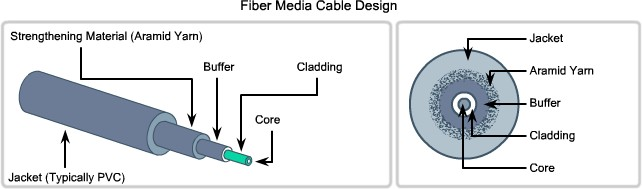 Fiber Media Cable Design
Strengthening Material (Aramid Yarn)
Buffer
Cladding
Core
Jacket (Typically PVC)
Jacket
Aramid Yarn
Buffer
Cladding
Core